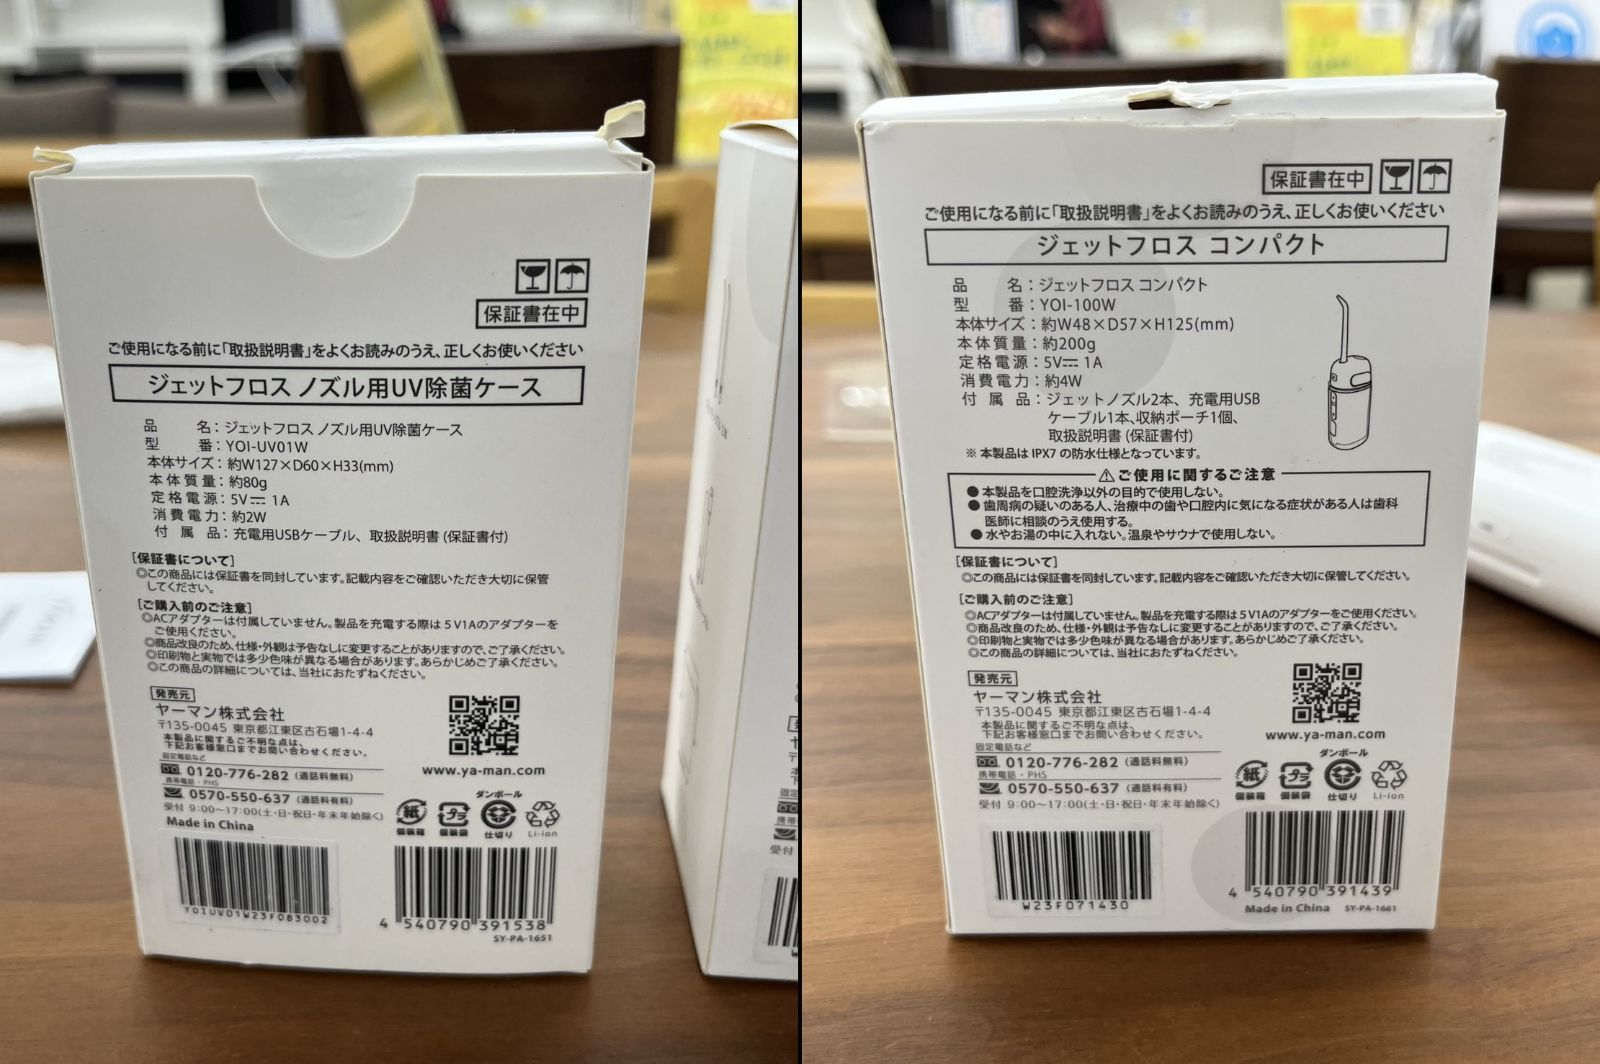 保証書在中
ご使用になる前に「取扱説明書」をよくお読みのうえ、正しくお使いください
ジェットフロス ノズル用UV除菌ケース
品名：ジェットフロス ノズル用UV除菌ケース
型番：YOI-UV01W
本体サイズ：約W127×D60×H33(mm)
本体質量：約80g
定格電源：5V⎓ 1A
消費電力：約2W
付属品：充電用USBケーブル、取扱説明書（保証書付）
［保証書について］
◎この商品には保証書を同封しています。記載内容をご確認いただき大切に保管
してください。
［ご購入前のご注意］
◎ACアダプターは付属していません。製品を充電する際は５V1Aのアダプターを
ご使用ください。
◎商品改良のため、仕様・外観は予告なしに変更することがありますので、ご了承ください。
◎印刷物と実物では多少色味が異なる場合があります。あらかじめご了承ください。
◎この商品の詳細については、当社におたずねください。
発売元
ヤーマン株式会社
〒135-0045 東京都江東区古石場1-4-4
本製品に関するご不明な点は、
下記お客様窓口までお問い合わせください。
固定電話など
0120-776-282（通話料無料）
携帯電話・PHS
0570-550-637（通話料有料）
受付 9:00〜17:00(土・日・祝日・年末年始除く)
Made in China
www.ya-man.com
ダンボール
紙 プラ
個装箱 個装袋 仕切り Li-ion
YOIUV01W23F083002
4 540790 391538
SY-PA-1651
保証書在中
ご使用になる前に「取扱説明書」をよくお読みのうえ、正しくお使いください
ジェットフロス コンパクト
品名：ジェットフロス コンパクト
型番：YOI-100W
本体サイズ：約W48×D57×H125(mm)
本体質量：約200g
定格電源：5V⎓ 1A
消費電力：約4W
付属品：ジェットノズル2本、充電用USB
ケーブル1本、収納ポーチ1個、
取扱説明書（保証書付）
※ 本製品は IPX7 の防水仕様となっています。
ご使用に関するご注意
●本製品を口腔洗浄以外の目的で使用しない。
●歯周病の疑いのある人、治療中の歯や口腔内に気になる症状がある人は歯科
医師に相談のうえ使用する。
●水やお湯の中に入れない。温泉やサウナで使用しない。
［保証書について］
◎この商品には保証書を同封しています。記載内容をご確認いただき大切に保管してください。
［ご購入前のご注意］
◎ACアダプターは付属していません。製品を充電する際は５V1Aのアダプターをご使用ください。
◎商品改良のため、仕様・外観は予告なしに変更することがありますので、ご了承ください。
◎印刷物と実物では多少色味が異なる場合があります。あらかじめご了承ください。
◎この商品の詳細については、当社におたずねください。
発売元
ヤーマン株式会社
〒135-0045 東京都江東区古石場1-4-4
本製品に関するご不明な点は、
下記お客様窓口までお問い合わせください。
固定電話など
0120-776-282（通話料無料）
携帯電話・PHS
0570-550-637（通話料有料）
受付 9:00〜17:00(土・日・祝日・年末年始除く)
www.ya-man.com
ダンボール
紙 プラ
個装箱 個装袋 仕切り Li-ion
W23F071430
4 540790 391439
Made in China SY-PA-1661